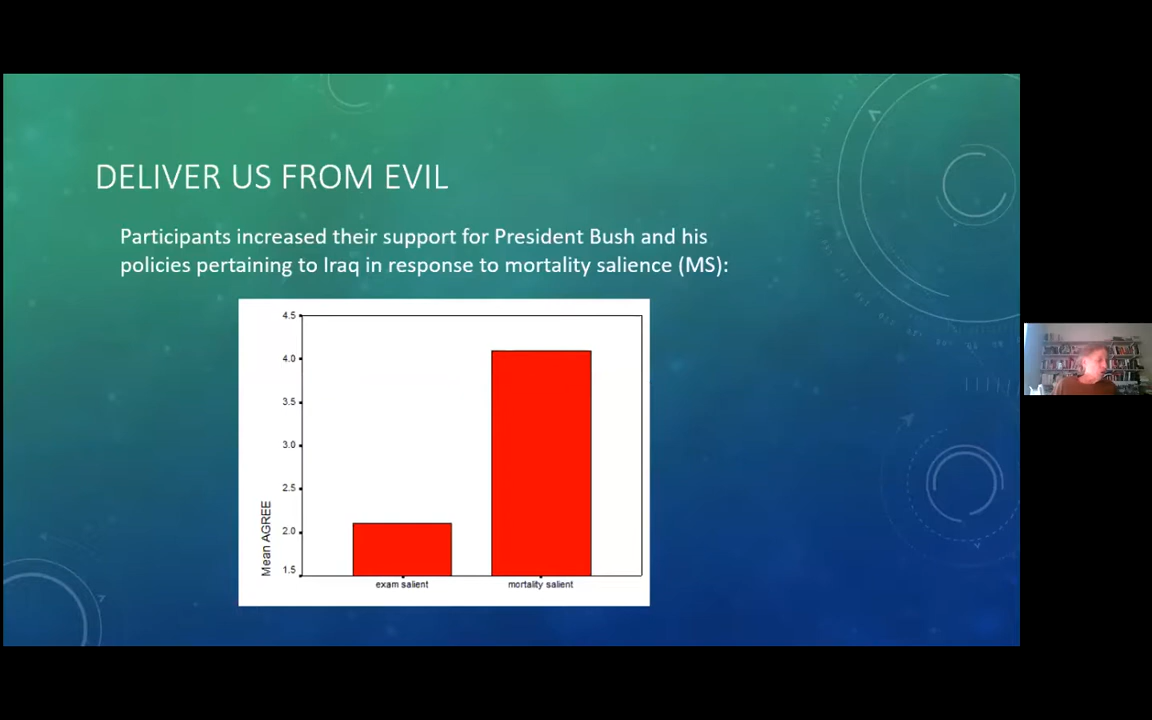 DELIVER US FROM EVIL
Participants increased their support for President Bush and his
policies pertaining to Iraq in response to mortality salience (MS):
4.5
4.0
3.5
3.0
2.5
2.0
1.5
Mean AGREE
exam salient
mortality salient